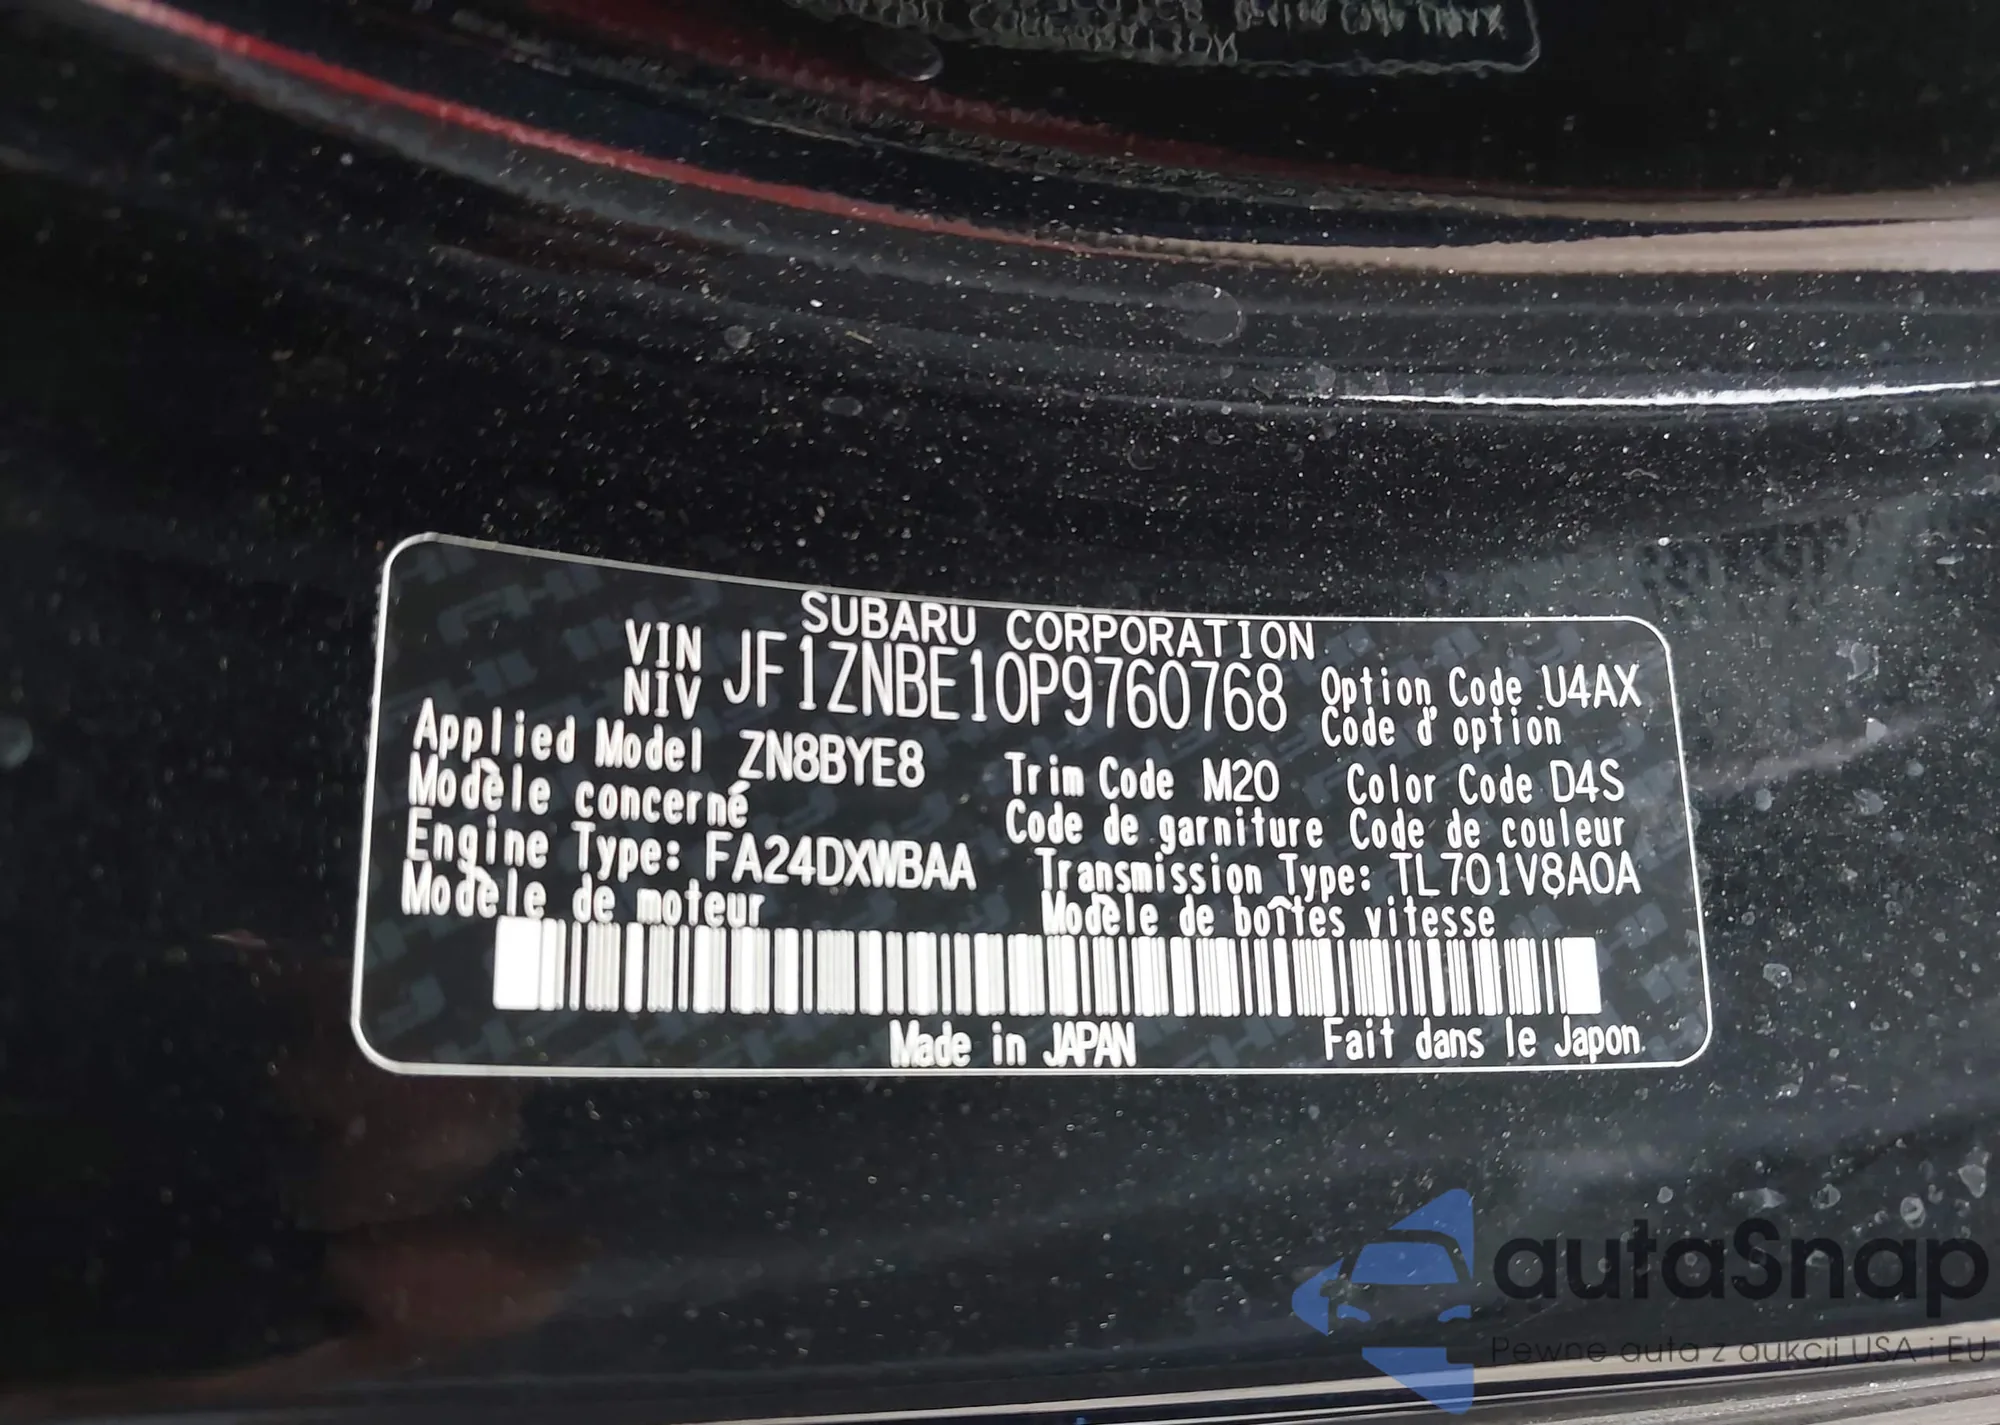 SUBARU CORPORATION
VIN JF1ZNBE10P9760768 Option Code U4AX
NIV Code d'option
Applied Model ZN8BYE8 Trim Code M20 Color Code D4S
Modèle concerné Code de garniture Code de couleur
Engine Type: FA24DXWBAA Transmission Type: TL701V8A0A
Modèle de moteur Modèle de boîtes vitesse
Made in JAPAN Fait dans le Japon.
autaSnap
Pewne auta z aukcji USA i EU